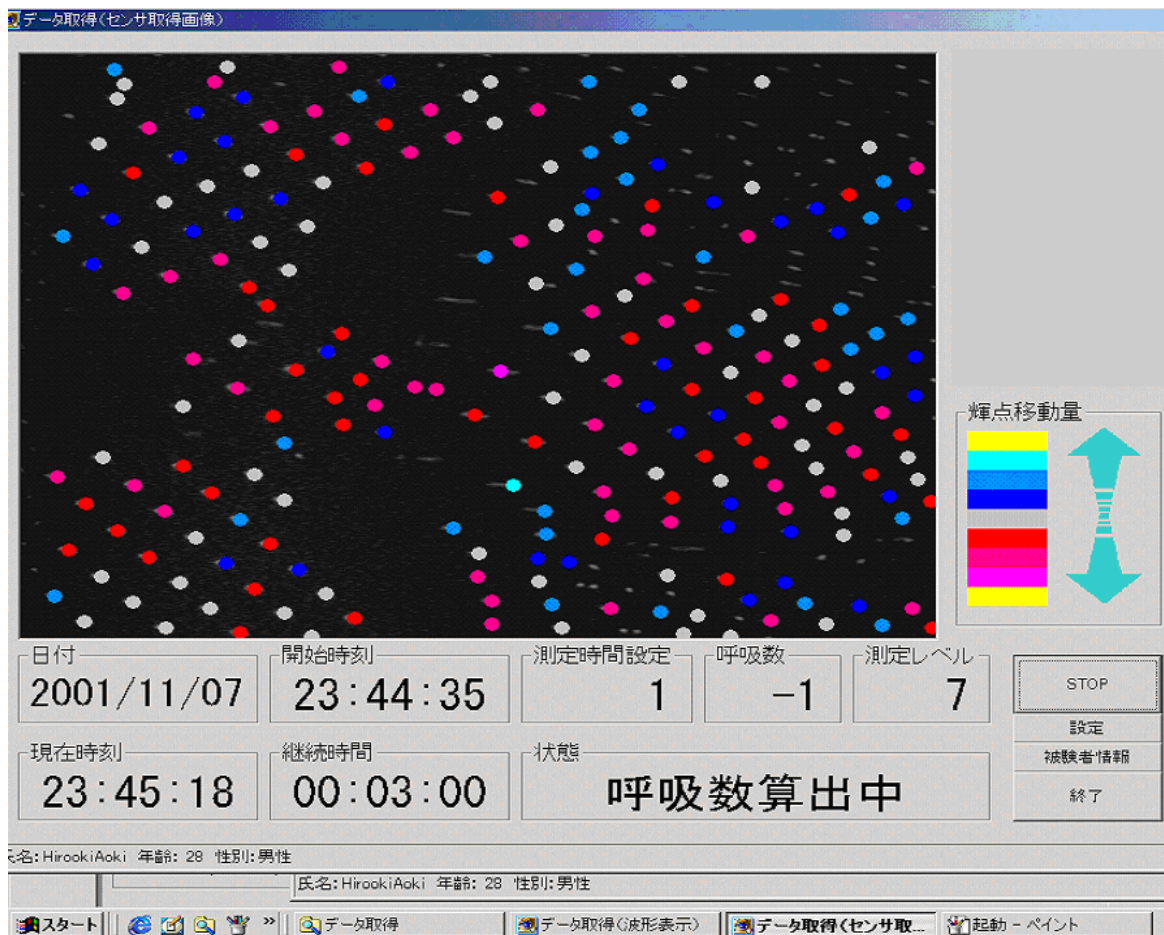 データ取得(センサ取得画像)
輝点移動量
日付
2001/11/07
開始時刻
23:44:35
測定時間設定
1
呼吸数
-1
測定レベル
7
STOP
設定
被験者情報
終了
現在時刻
23:45:18
継続時間
00:03:00
状態
呼吸数算出中
氏名:HirookiAoki 年齢: 28 性別:男性
氏名:HirookiAoki 年齢: 28 性別:男性
スタート
»
データ取得
データ取得(波形表示)
データ取得(センサ取...
起動 - ペイント